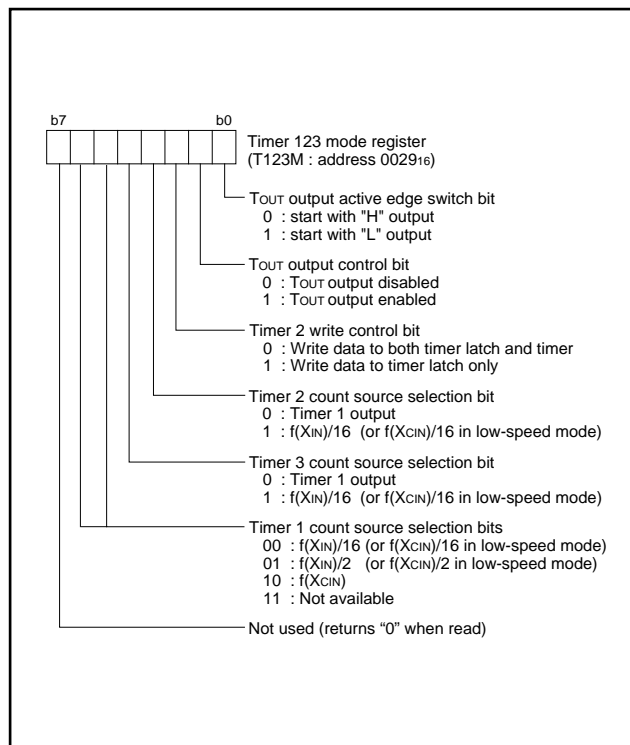 b7 b0
Timer 123 mode register
(T123M : address 002916)
TOUT output active edge switch bit
0 : start with "H" output
1 : start with "L" output
TOUT output control bit
0 : TOUT output disabled
1 : TOUT output enabled
Timer 2 write control bit
0 : Write data to both timer latch and timer
1 : Write data to timer latch only
Timer 2 count source selection bit
0 : Timer 1 output
1 : f(XIN)/16 (or f(XCIN)/16 in low-speed mode)
Timer 3 count source selection bit
0 : Timer 1 output
1 : f(XIN)/16 (or f(XCIN)/16 in low-speed mode)
Timer 1 count source selection bits
00 : f(XIN)/16 (or f(XCIN)/16 in low-speed mode)
01 : f(XIN)/2 (or f(XCIN)/2 in low-speed mode)
10 : f(XCIN)
11 : Not available
Not used (returns “0” when read)